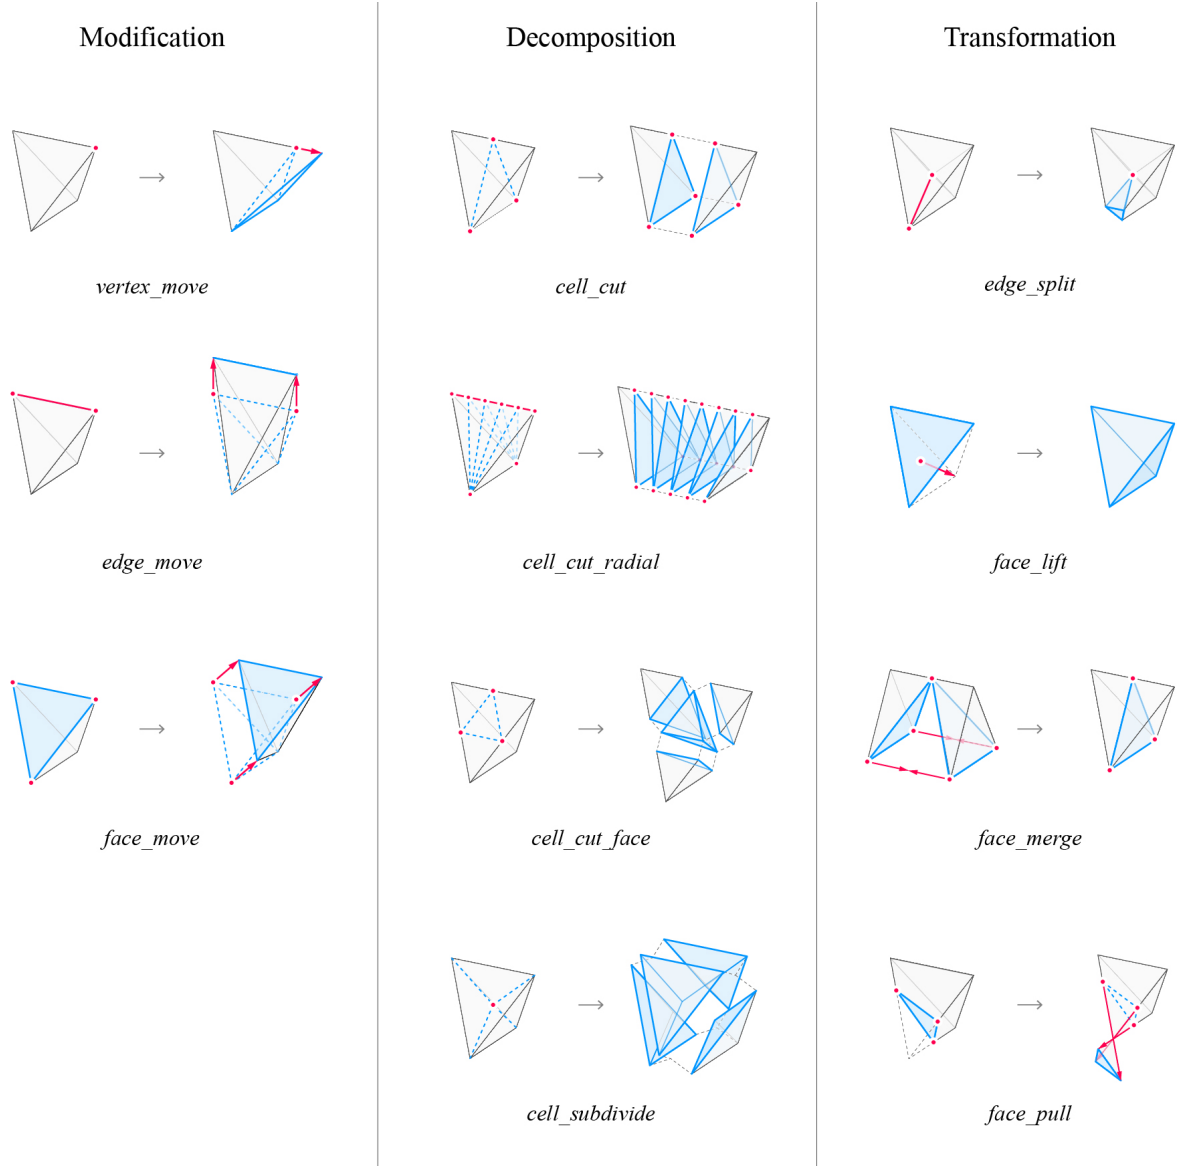 Modification
Decomposition
Transformation
vertex_move
cell_cut
edge_split
edge_move
cell_cut_radial
face_lift
face_move
cell_cut_face
face_merge
cell_subdivide
face_pull